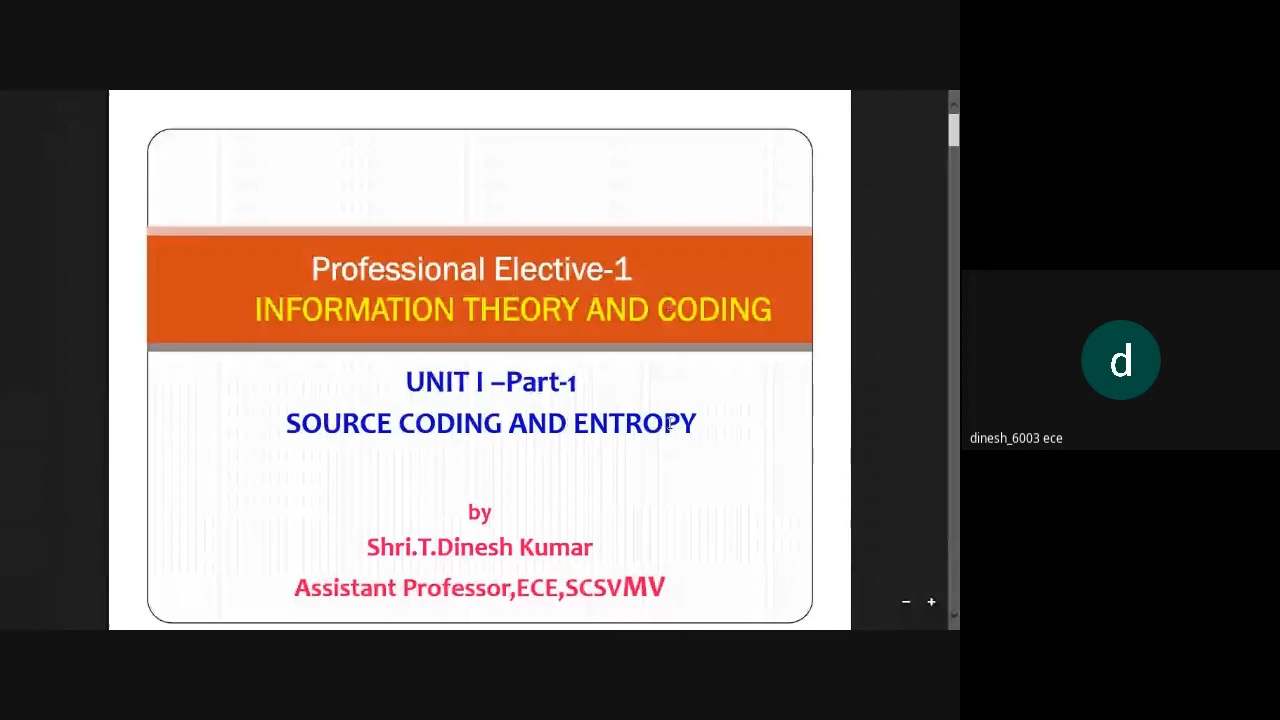 Professional Elective-1
INFORMATION THEORY AND CODING
UNIT I –Part-1
SOURCE CODING AND ENTROPY
by
Shri.T.Dinesh Kumar
Assistant Professor,ECE,SCSVMV
d
dinesh_6003 ece